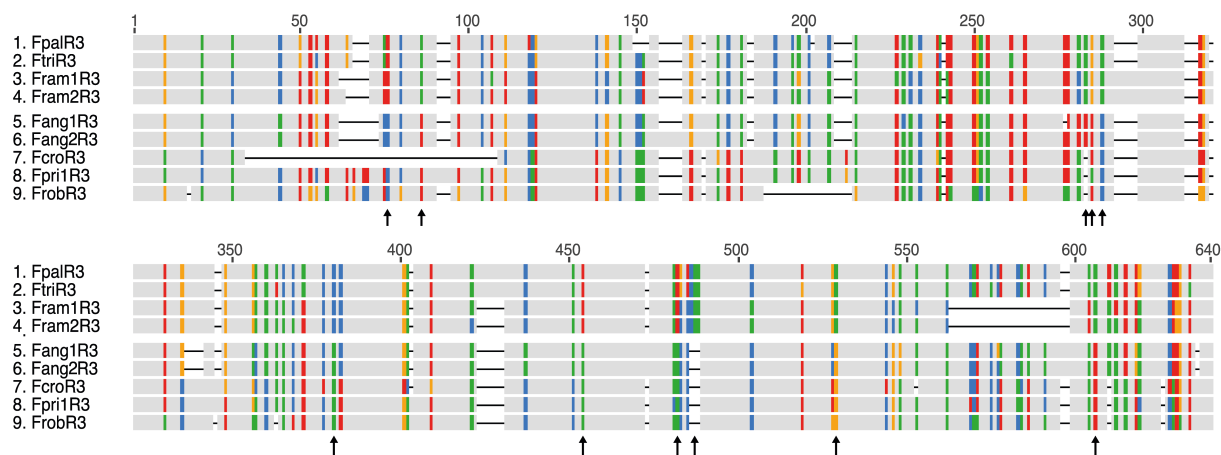 1 50 100 150 200 250 300
1. FpalR3
2. FtriR3
3. Fram1R3
4. Fram2R3
5. Fang1R3
6. Fang2R3
7. FcroR3
8. Fpri1R3
9. FrobR3
350 400 450 500 550 600 640
1. FpalR3
2. FtriR3
3. Fram1R3
4. Fram2R3
5. Fang1R3
6. Fang2R3
7. FcroR3
8. Fpri1R3
9. FrobR3